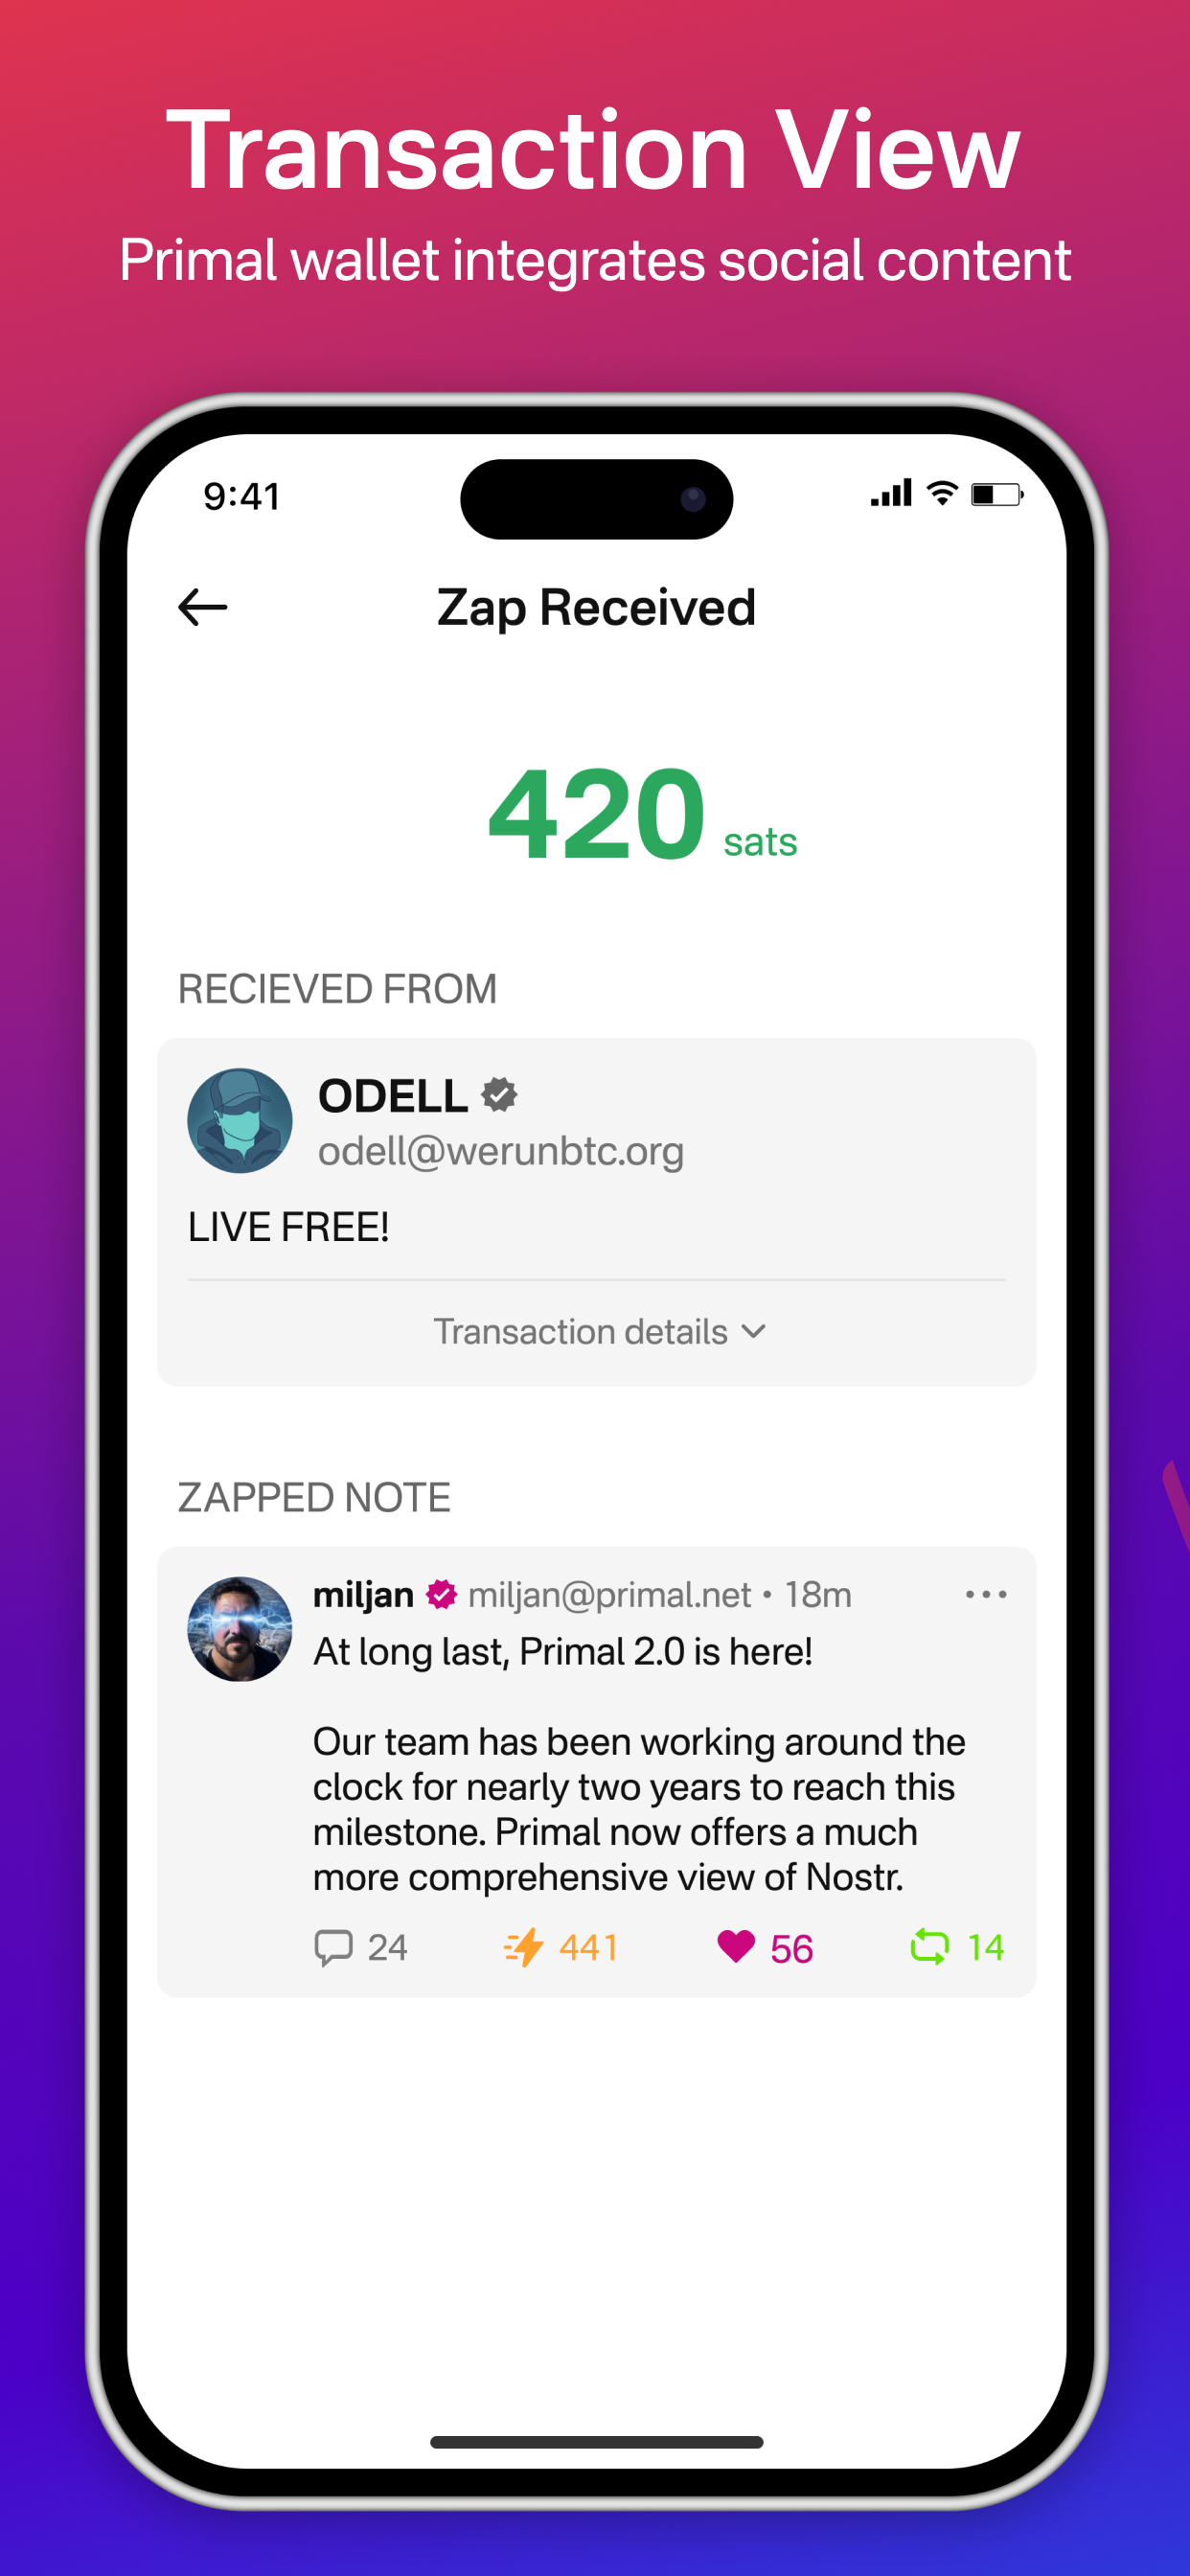 Transaction View
Primal wallet integrates social content
9:41
Zap Received
420 sats
RECIEVED FROM
ODELL
odell@werunbtc.org
LIVE FREE!
Transaction details
ZAPPED NOTE
miljan miljan@primal.net • 18m
At long last, Primal 2.0 is here!
Our team has been working around the
clock for nearly two years to reach this
milestone. Primal now offers a much
more comprehensive view of Nostr.
24 441 56 14